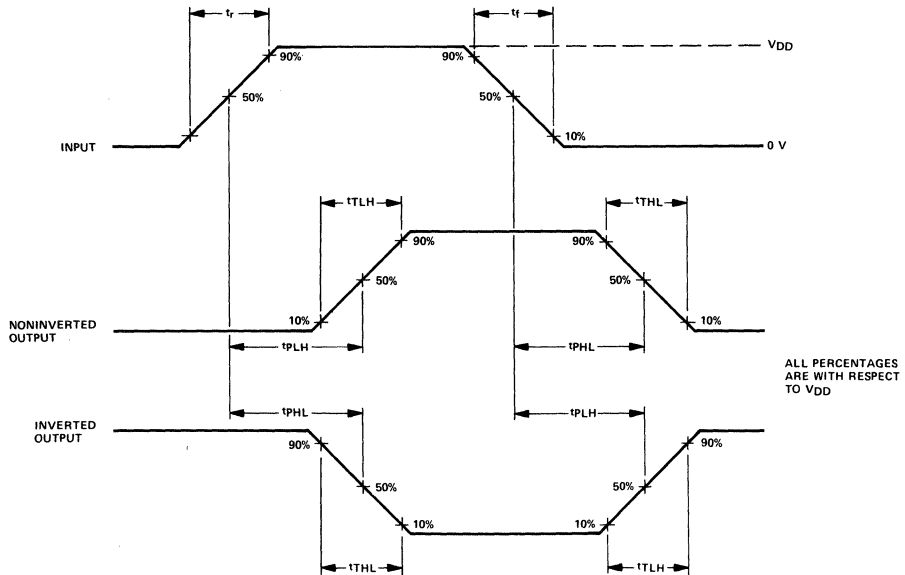 tr
tf
VDD
90%
90%
50%
50%
10%
INPUT
0 V
tTLH
tTHL
90%
90%
50%
50%
10%
10%
NONINVERTED
OUTPUT
tPLH
tPHL
ALL PERCENTAGES
ARE WITH RESPECT
TO VDD
tPHL
tPLH
INVERTED
OUTPUT
90%
90%
50%
50%
10%
10%
tTHL
tTLH